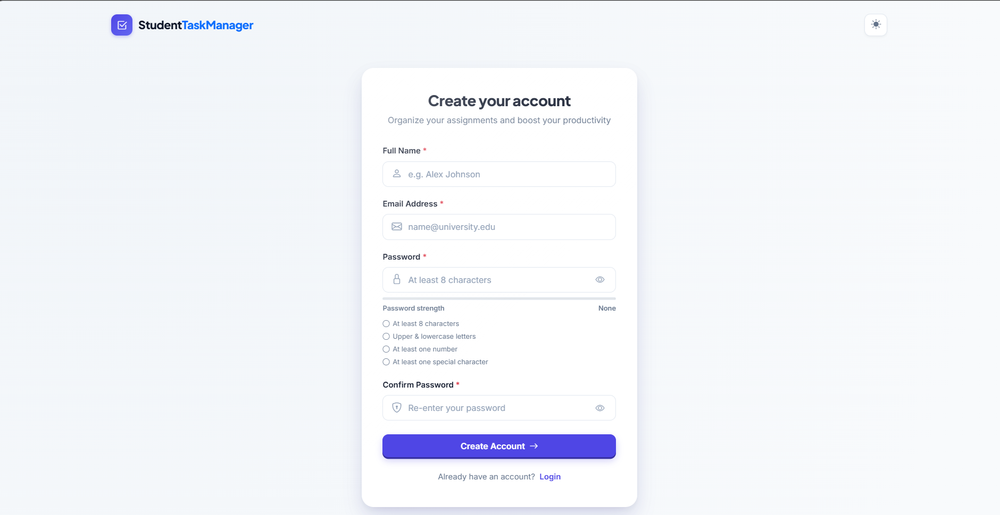 StudentTaskManager
Create your account
Organize your assignments and boost your productivity
Full Name *
e.g. Alex Johnson
Email Address *
name@university.edu
Password *
At least 8 characters
Password strength None
At least 8 characters
Upper & lowercase letters
At least one number
At least one special character
Confirm Password *
Re-enter your password
Create Account →
Already have an account? Login